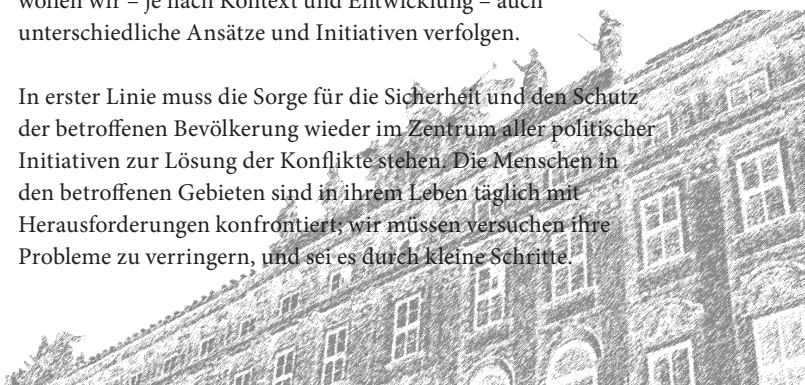 wollen wir – je nach Kontext und Entwicklung – auch
unterschiedliche Ansätze und Initiativen verfolgen.
In erster Linie muss die Sorge für die Sicherheit und den Schutz
der betroffenen Bevölkerung wieder im Zentrum aller politischer
Initiativen zur Lösung der Konflikte stehen. Die Menschen in
den betroffenen Gebieten sind in ihrem Leben täglich mit
Herausforderungen konfrontiert; wir müssen versuchen ihre
Probleme zu verringern, und sei es durch kleine Schritte.